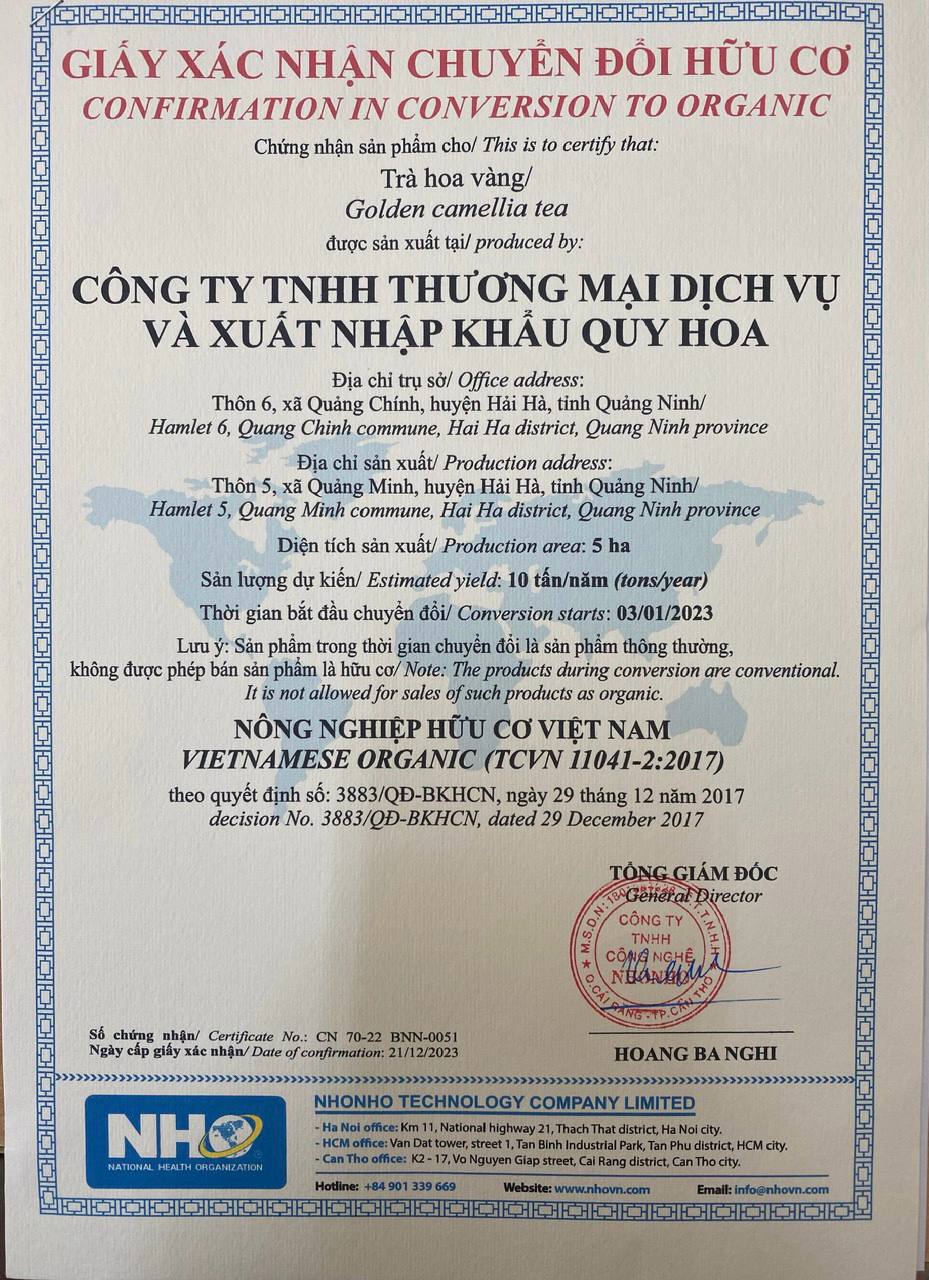 GIẤY XÁC NHẬN CHUYỂN ĐỔI HỮU CƠ
CONFIRMATION IN CONVERSION TO ORGANIC
Chứng nhận sản phẩm cho/ This is to certify that:
Trà hoa vàng/
Golden camellia tea
được sản xuất tại/ produced by:
CÔNG TY TNHH THƯƠNG MẠI DỊCH VỤ
VÀ XUẤT NHẬP KHẨU QUY HOA
Địa chỉ trụ sở/ Office address:
Thôn 6, xã Quảng Chính, huyện Hải Hà, tỉnh Quảng Ninh/
Hamlet 6, Quang Chinh commune, Hai Ha district, Quang Ninh province
Địa chỉ sản xuất/ Production address:
Thôn 5, xã Quảng Minh, huyện Hải Hà, tỉnh Quảng Ninh/
Hamlet 5, Quang Minh commune, Hai Ha district, Quang Ninh province
Diện tích sản xuất/ Production area: 5 ha
Sản lượng dự kiến/ Estimated yield: 10 tấn/năm (tons/year)
Thời gian bắt đầu chuyển đổi/ Conversion starts: 03/01/2023
Lưu ý: Sản phẩm trong thời gian chuyển đổi là sản phẩm thông thường,
không được phép bán sản phẩm là hữu cơ/ Note: The products during conversion are conventional.
It is not allowed for sales of such products as organic.
NÔNG NGHIỆP HỮU CƠ VIỆT NAM
VIETNAMESE ORGANIC (TCVN 11041-2:2017)
theo quyết định số: 3883/QĐ-BKHCN, ngày 29 tháng 12 năm 2017
decision No. 3883/QĐ-BKHCN, dated 29 December 2017
TỔNG GIÁM ĐỐC
General Director
M.S.D.N:
C.T.T.N.H.H
CÔNG TY
TNHH
CÔNG NGHỆ
NHONHO
Q.CÁI RĂNG - TP.CẦN THƠ
Số chứng nhận/ Certificate No.: CN 70-22 BNN-0051
Ngày cấp giấy xác nhận/ Date of confirmation: 21/12/2023
HOANG BA NGHI
NHO
NATIONAL HEALTH ORGANIZATION
NHONHO TECHNOLOGY COMPANY LIMITED
- Ha Noi office: Km 11, National highway 21, Thach That district, Ha Noi city.
- HCM office: Van Dat tower, street 1, Tan Binh Industrial Park, Tan Phu district, HCM city.
- Can Tho office: K2 - 17, Vo Nguyen Giap street, Cai Rang district, Can Tho city.
Hotline: +84 901 339 669 Website: www.nhovn.com Email: info@nhovn.com